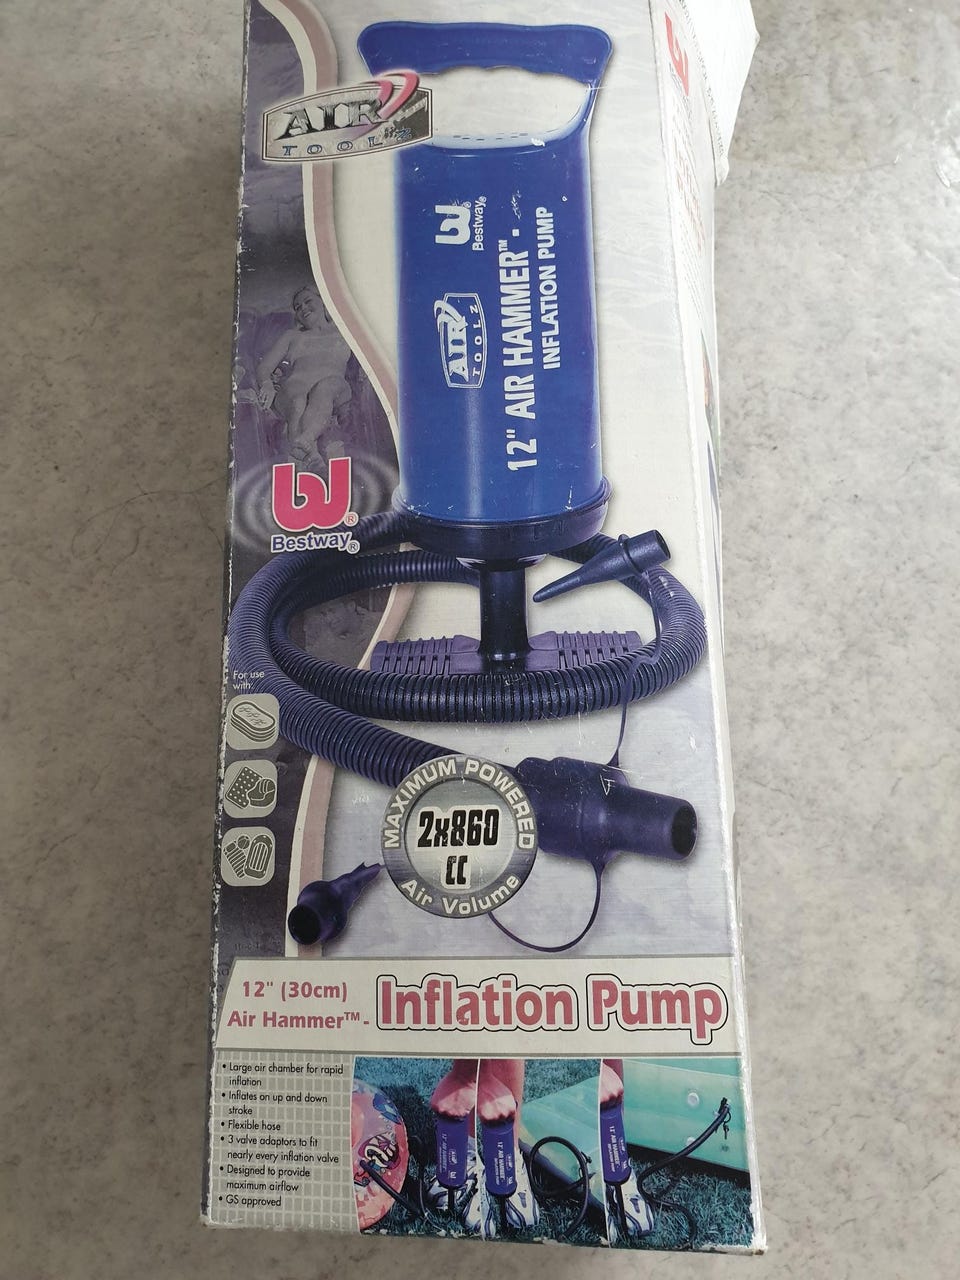 AIR
TOOLZ
Bestway®
AIR
TOOLZ
12" AIR HAMMER™ -
INFLATION PUMP
Bestway®
For use
with:
MAXIMUM POWERED
2x860
CC
Air Volume
12" (30cm)
Air Hammer™ -
Inflation Pump
• Large air chamber for rapid
inflation
• Inflates on up and down
stroke
• Flexible hose
• 3 valve adaptors to fit
nearly every inflation valve
• Designed to provide
maximum airflow
• GS approved